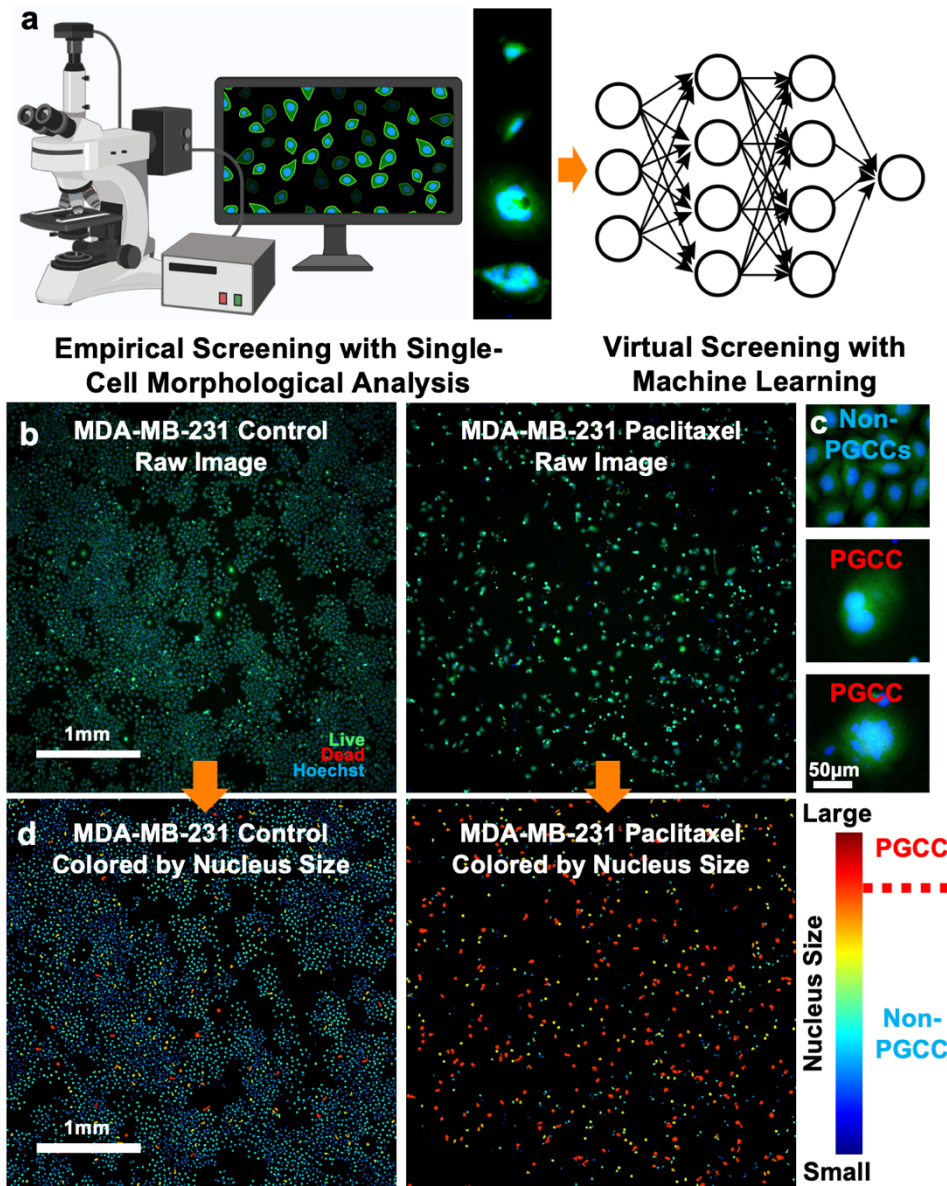 a
Empirical Screening with Single-
Cell Morphological Analysis
Virtual Screening with
Machine Learning
b
MDA-MB-231 Control
Raw Image
1mm
Live
Dead
Hoechst
MDA-MB-231 Paclitaxel
Raw Image
c
Non-
PGCCs
PGCC
PGCC
50μm
d
MDA-MB-231 Control
Colored by Nucleus Size
1mm
MDA-MB-231 Paclitaxel
Colored by Nucleus Size
Large
PGCC
Nucleus Size
Non-
PGCC
Small